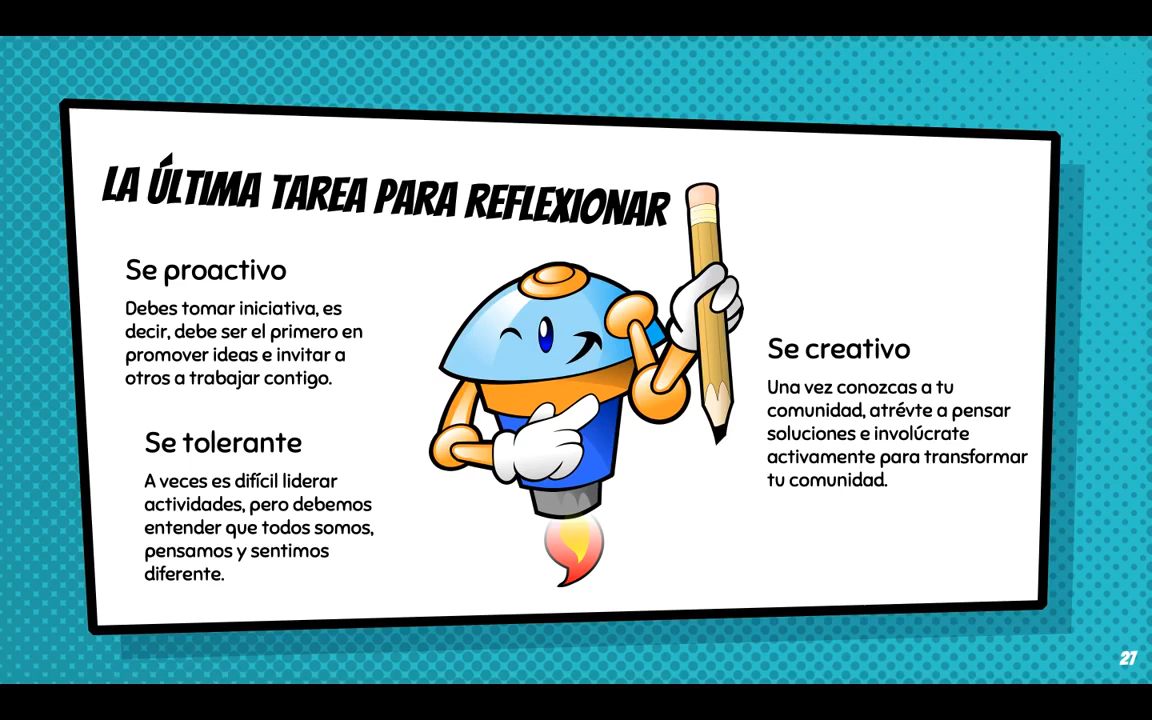 LA ÚLTIMA TAREA PARA REFLEXIONAR
Se proactivo
Debes tomar iniciativa, es
decir, debe ser el primero en
promover ideas e invitar a
otros a trabajar contigo.
Se tolerante
A veces es difícil liderar
actividades, pero debemos
entender que todos somos,
pensamos y sentimos
diferente.
Se creativo
Una vez conozcas a tu
comunidad, atrévte a pensar
soluciones e involúcrate
activamente para transformar
tu comunidad.
27